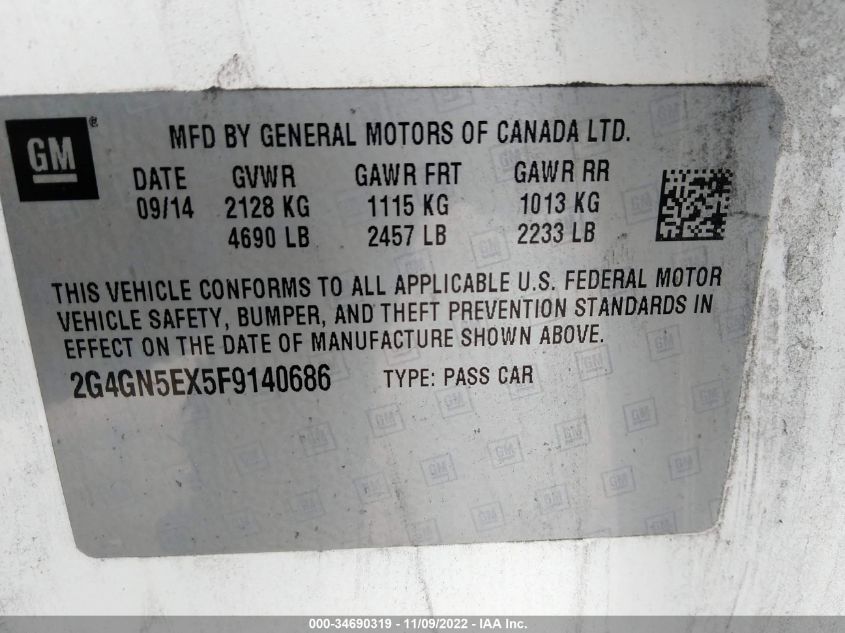 GM®
MFD BY GENERAL MOTORS OF CANADA LTD.
DATE GVWR GAWR FRT GAWR RR
09/14 2128 KG 1115 KG 1013 KG
4690 LB 2457 LB 2233 LB
THIS VEHICLE CONFORMS TO ALL APPLICABLE U.S. FEDERAL MOTOR
VEHICLE SAFETY, BUMPER, AND THEFT PREVENTION STANDARDS IN
EFFECT ON THE DATE OF MANUFACTURE SHOWN ABOVE.
2G4GN5EX5F9140686 TYPE: PASS CAR
000-34690319 - 11/09/2022 - IAA Inc.